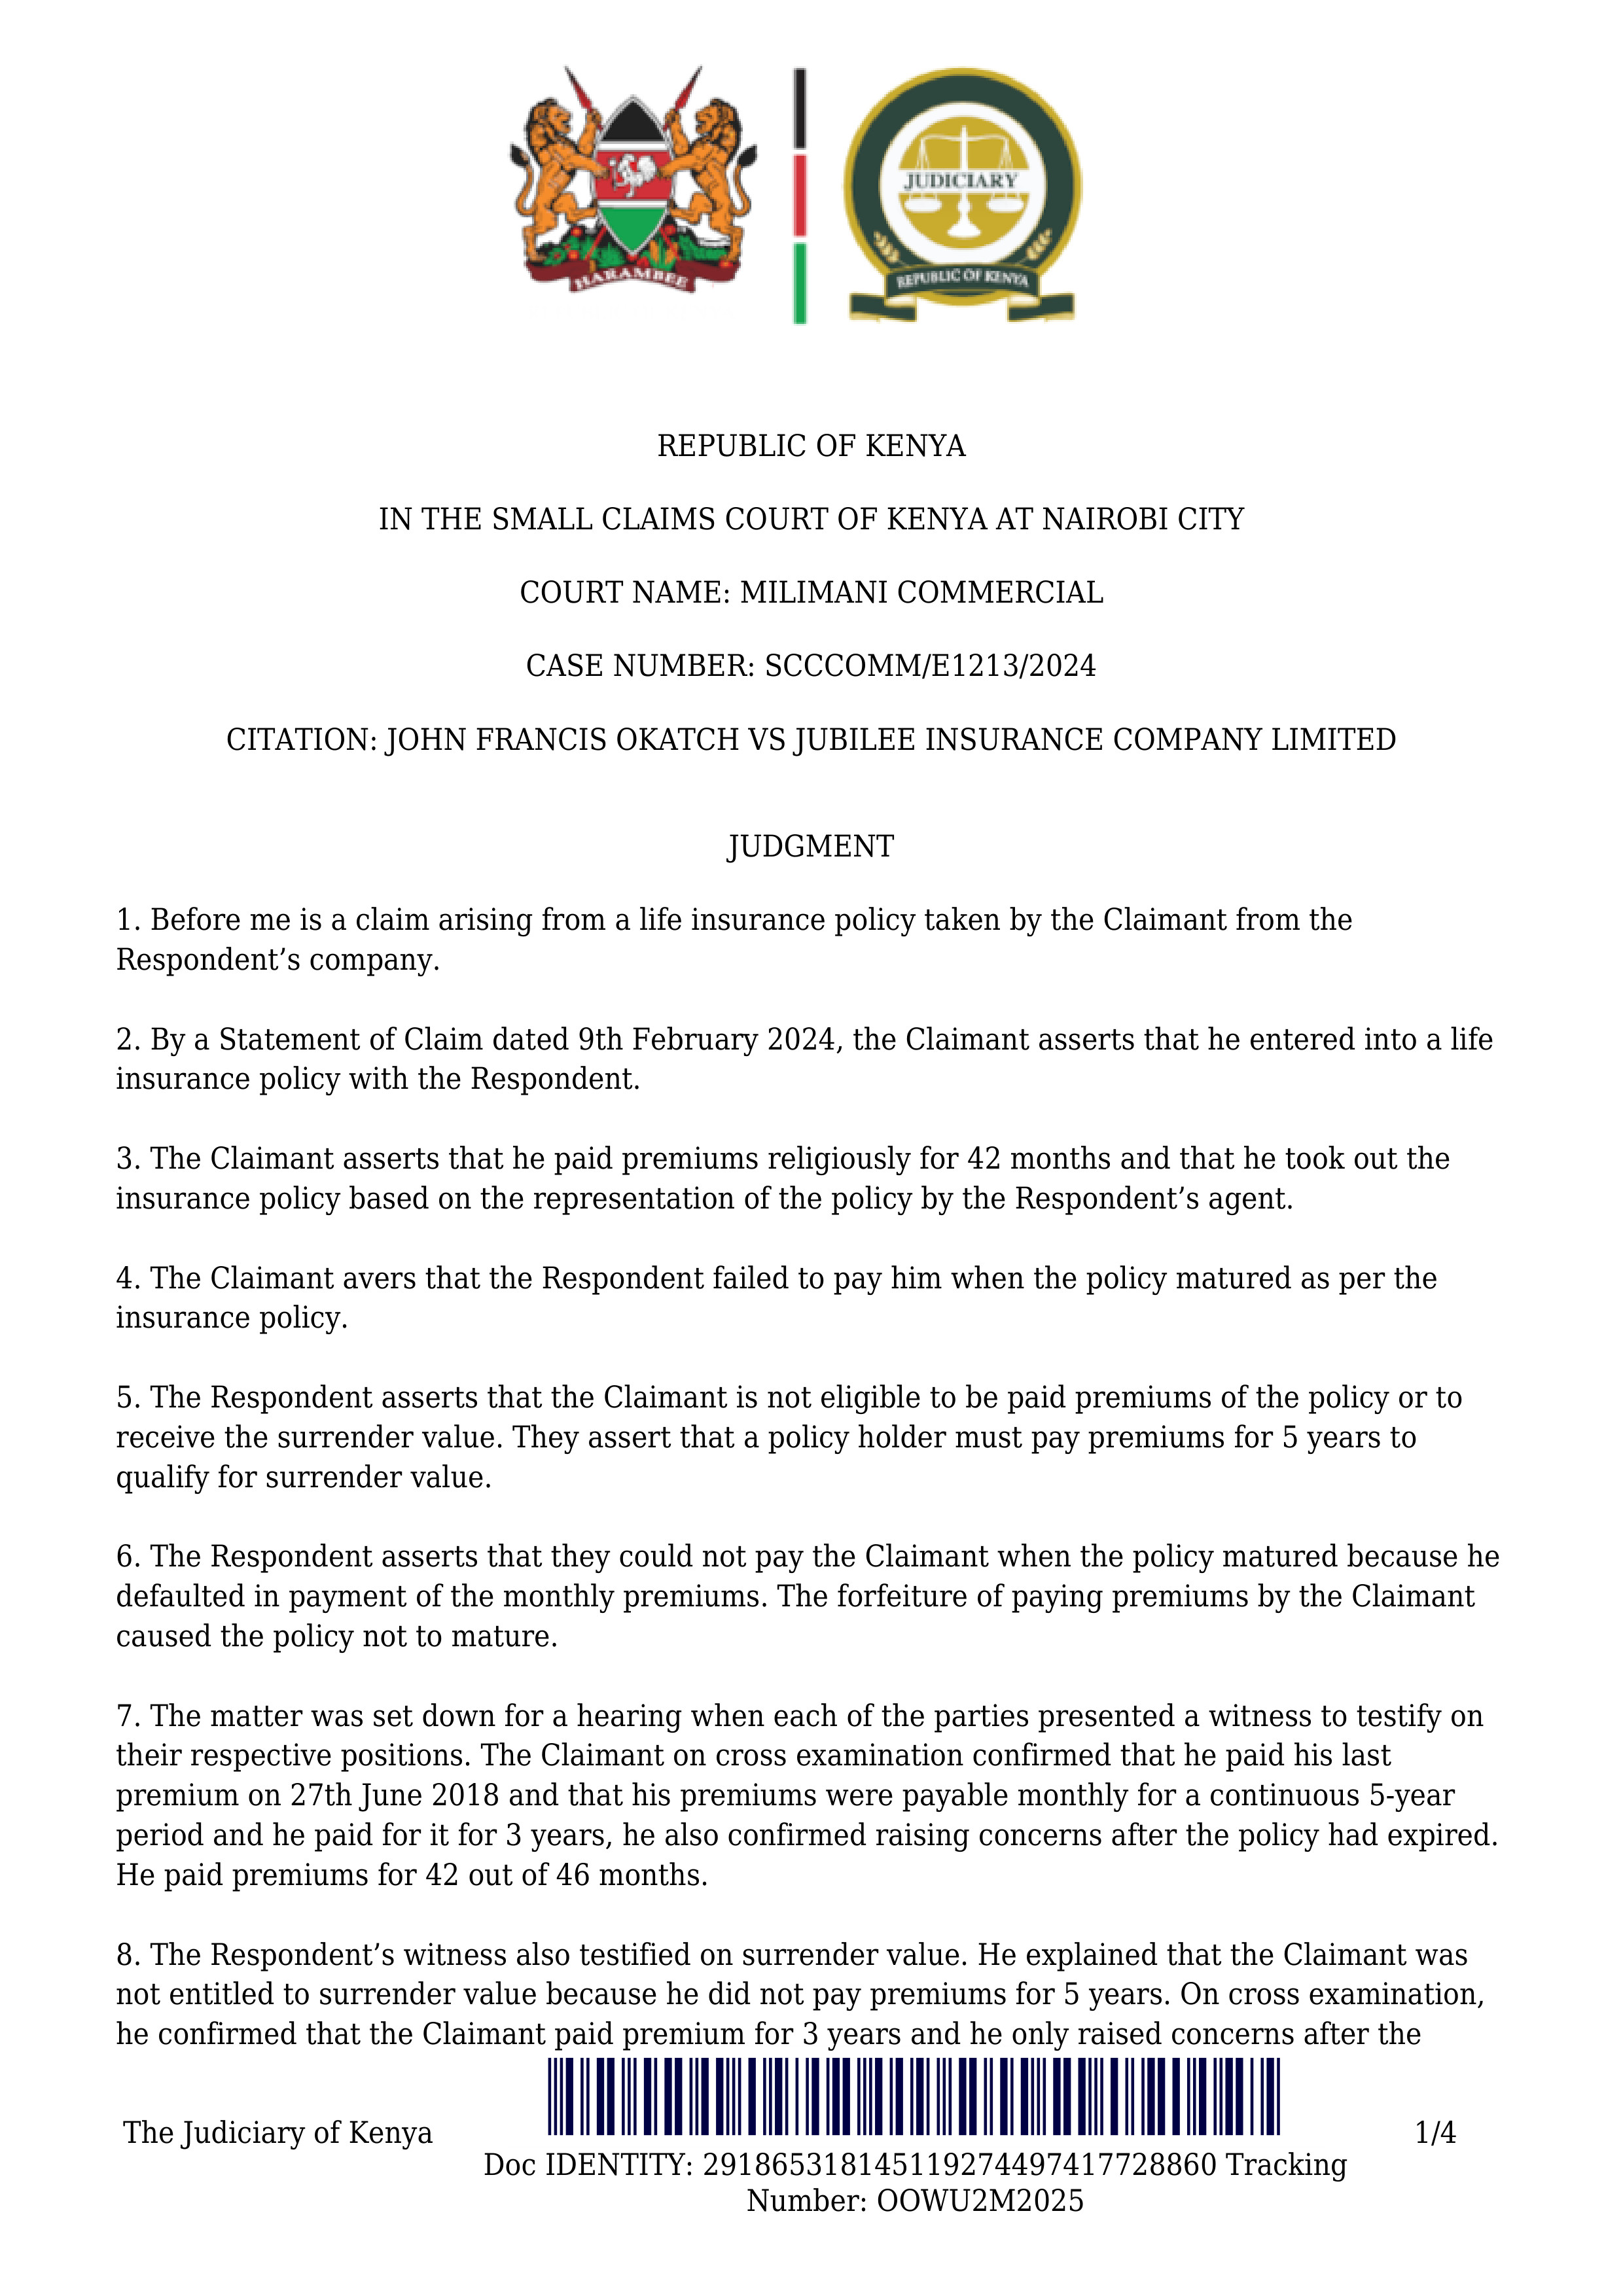 HARAMBEE
JUDICIARY
REPUBLIC OF KENYA
REPUBLIC OF KENYA
IN THE SMALL CLAIMS COURT OF KENYA AT NAIROBI CITY
COURT NAME: MILIMANI COMMERCIAL
CASE NUMBER: SCCCOMM/E1213/2024
CITATION: JOHN FRANCIS OKATCH VS JUBILEE INSURANCE COMPANY LIMITED
JUDGMENT
1. Before me is a claim arising from a life insurance policy taken by the Claimant from the
Respondent’s company.
2. By a Statement of Claim dated 9th February 2024, the Claimant asserts that he entered into a life
insurance policy with the Respondent.
3. The Claimant asserts that he paid premiums religiously for 42 months and that he took out the
insurance policy based on the representation of the policy by the Respondent’s agent.
4. The Claimant avers that the Respondent failed to pay him when the policy matured as per the
insurance policy.
5. The Respondent asserts that the Claimant is not eligible to be paid premiums of the policy or to
receive the surrender value. They assert that a policy holder must pay premiums for 5 years to
qualify for surrender value.
6. The Respondent asserts that they could not pay the Claimant when the policy matured because he
defaulted in payment of the monthly premiums. The forfeiture of paying premiums by the Claimant
caused the policy not to mature.
7. The matter was set down for a hearing when each of the parties presented a witness to testify on
their respective positions. The Claimant on cross examination confirmed that he paid his last
premium on 27th June 2018 and that his premiums were payable monthly for a continuous 5-year
period and he paid for it for 3 years, he also confirmed raising concerns after the policy had expired.
He paid premiums for 42 out of 46 months.
8. The Respondent’s witness also testified on surrender value. He explained that the Claimant was
not entitled to surrender value because he did not pay premiums for 5 years. On cross examination,
he confirmed that the Claimant paid premium for 3 years and he only raised concerns after the
The Judiciary of Kenya
Doc IDENTITY: 291865318145119274497417728860 Tracking
Number: OOWU2M2025
1/4